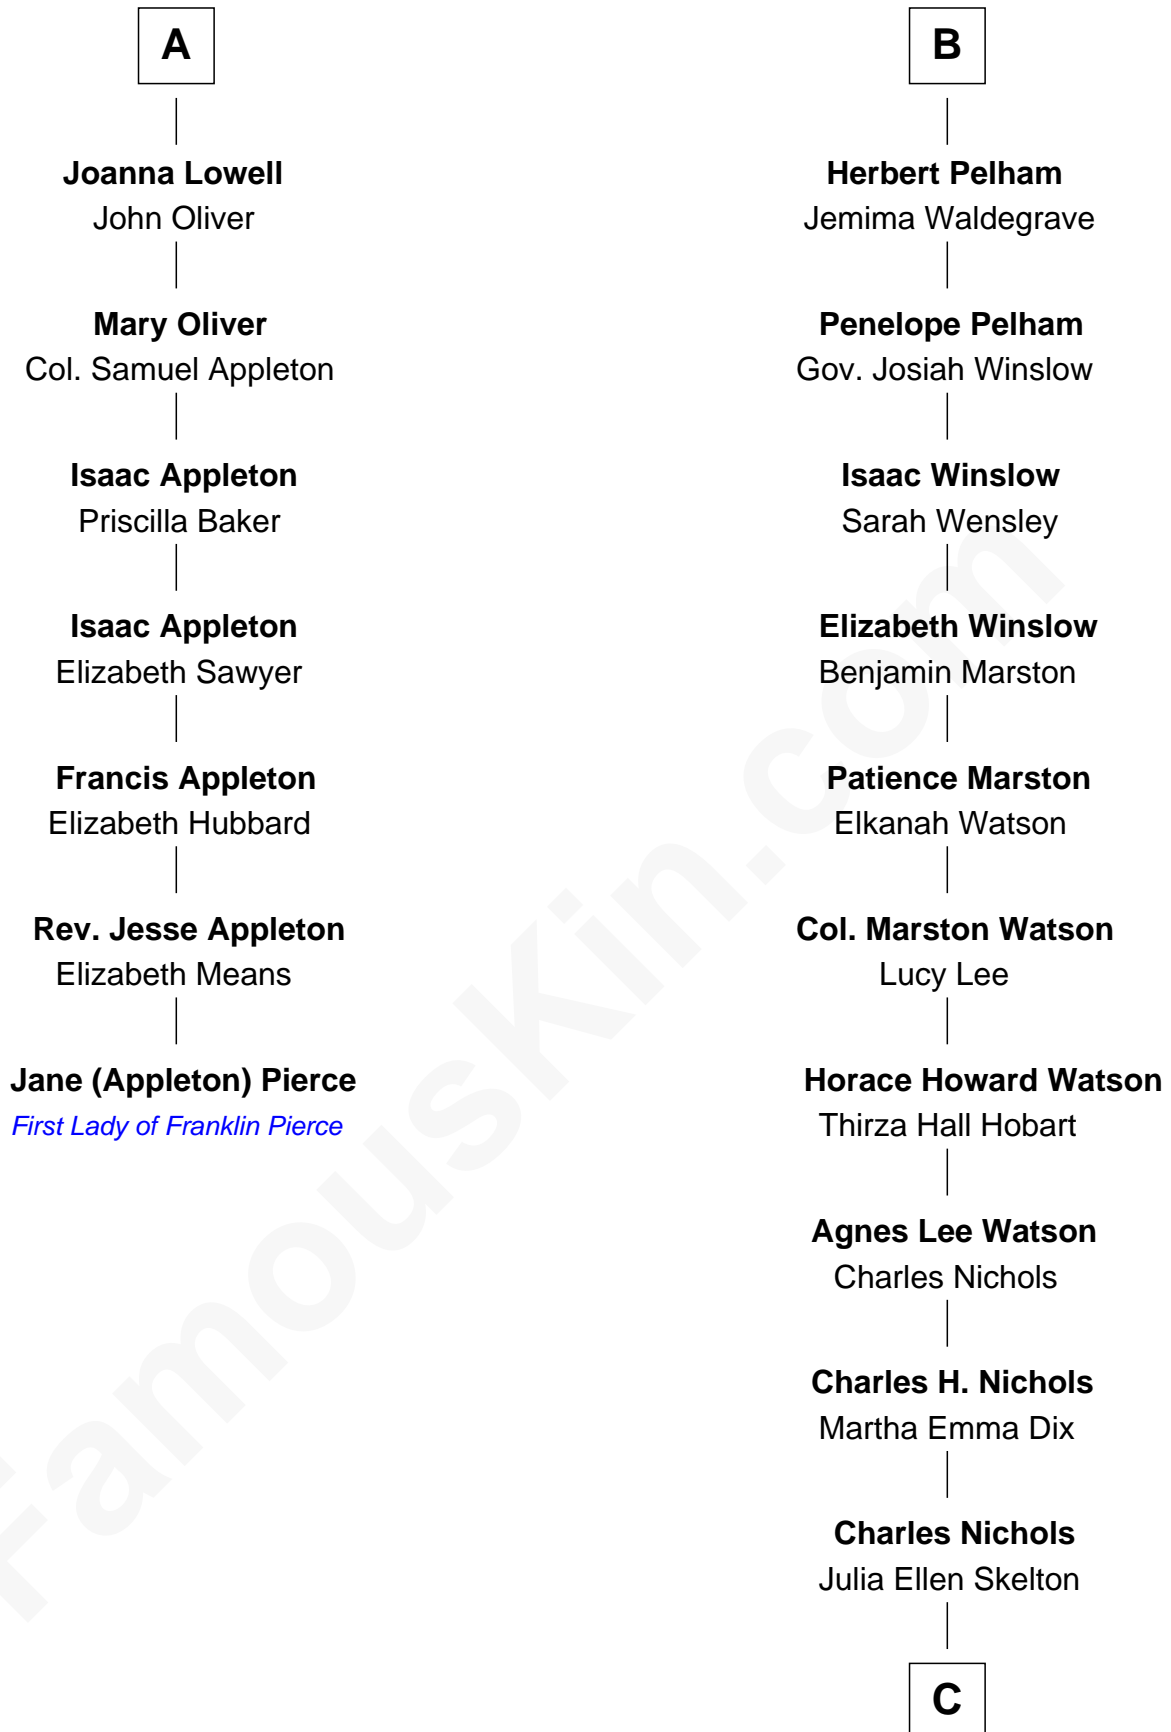 A
Joanna Lowell
John Oliver
Mary Oliver
Col. Samuel Appleton
Isaac Appleton
Priscilla Baker
Isaac Appleton
Elizabeth Sawyer
Francis Appleton
Elizabeth Hubbard
Rev. Jesse Appleton
Elizabeth Means
Jane (Appleton) Pierce
First Lady of Franklin Pierce
B
Herbert Pelham
Jemima Waldegrave
Penelope Pelham
Gov. Josiah Winslow
Isaac Winslow
Sarah Wensley
Elizabeth Winslow
Benjamin Marston
Patience Marston
Elkanah Watson
Col. Marston Watson
Lucy Lee
Horace Howard Watson
Thirza Hall Hobart
Agnes Lee Watson
Charles Nichols
Charles H. Nichols
Martha Emma Dix
Charles Nichols
Julia Ellen Skelton
C
FamousKin.com